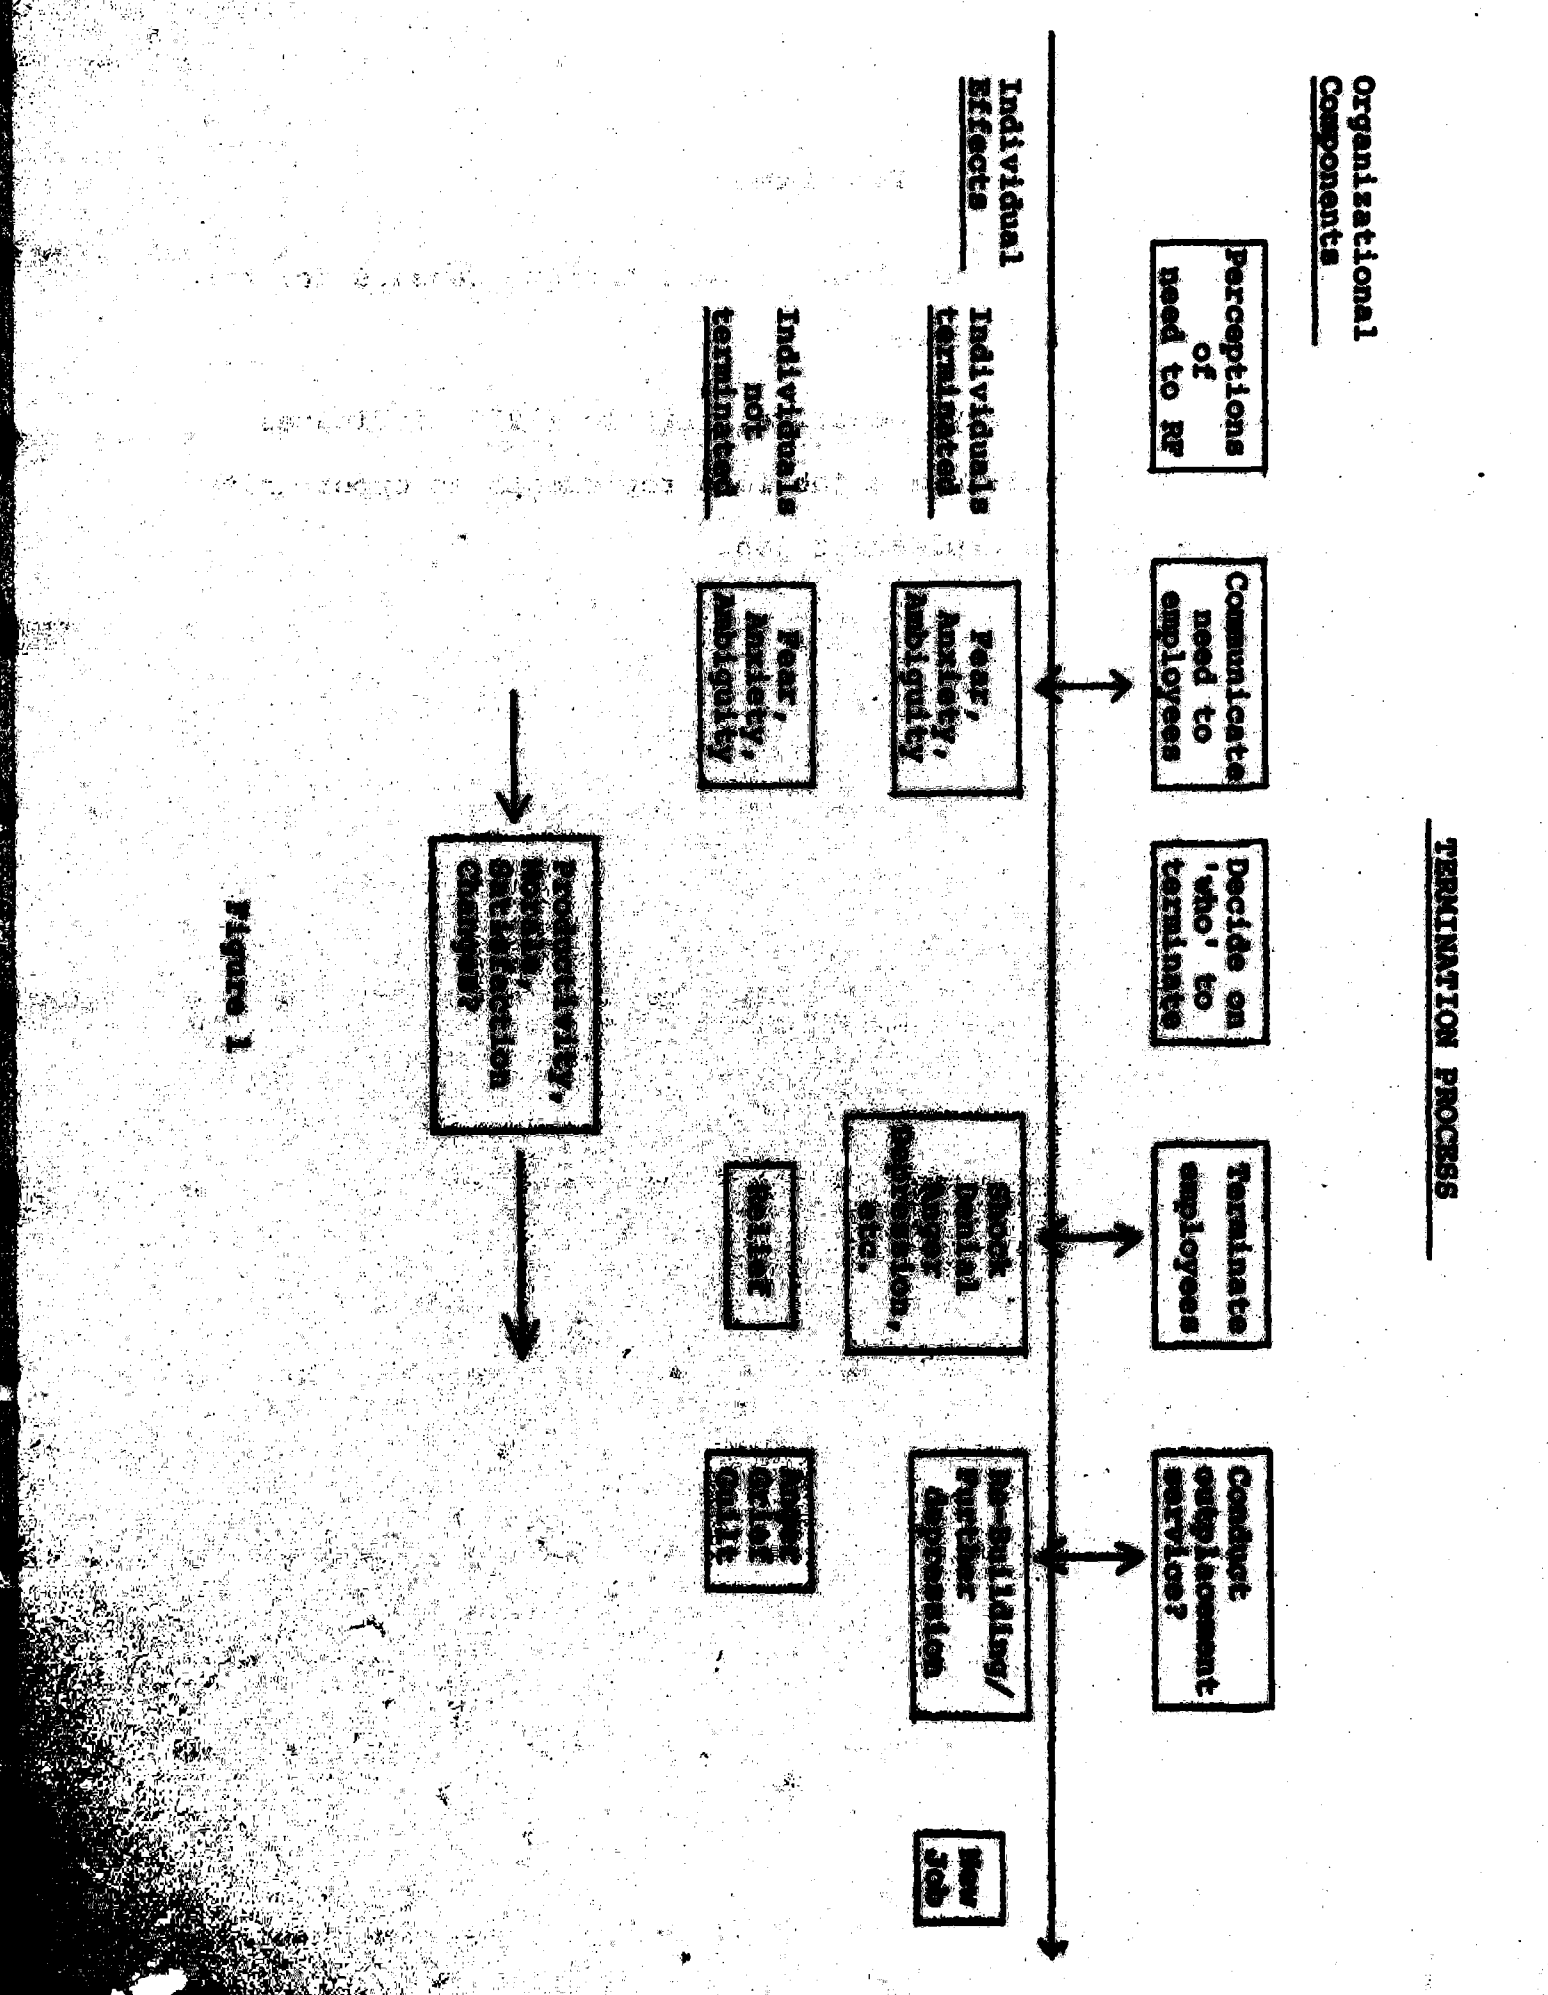 TERMINATION PROCESS
Organizational
Components
Perceptions
of
need to RF
Communicate
need to
employees
Decide on
'who' to
terminate
Terminate
employees
Conduct
outplacement
service?
Individual
Effects
Individuals
terminated
Fear,
Anxiety,
Ambiguity
Shock
Denial
Anger
Depression,
etc.
Re-Building/
Further
depression
New
Job
Individuals
not
terminated
Fear,
Anxiety,
Ambiguity
Relief
Anger
Grief
Guilt
Productivity,
Morale,
Satisfaction
Changes?
Figure 1